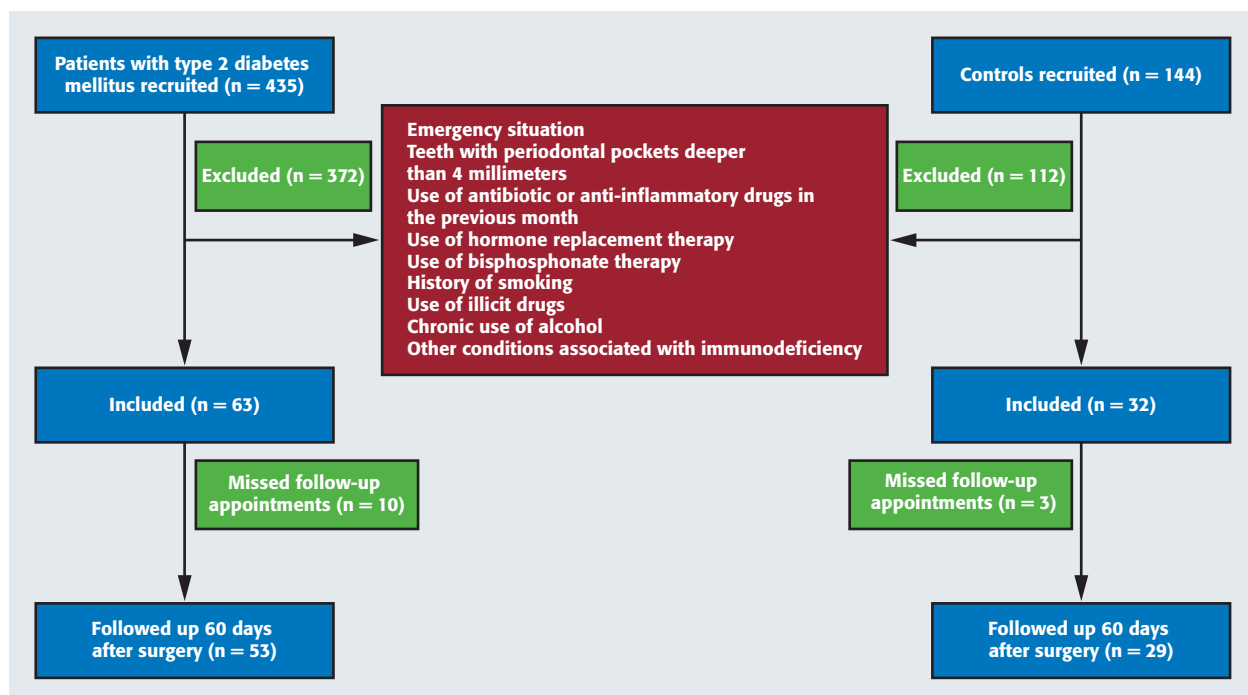 Patients with type 2 diabetes
mellitus recruited (n = 435)
Controls recruited (n = 144)
Excluded (n = 372)
Emergency situation
Teeth with periodontal pockets deeper
than 4 millimeters
Use of antibiotic or anti-inflammatory drugs in
the previous month
Use of hormone replacement therapy
Use of bisphosphonate therapy
History of smoking
Use of illicit drugs
Chronic use of alcohol
Other conditions associated with immunodeficiency
Excluded (n = 112)
Included (n = 63)
Included (n = 32)
Missed follow-up
appointments (n = 10)
Missed follow-up
appointments (n = 3)
Followed up 60 days
after surgery (n = 53)
Followed up 60 days
after surgery (n = 29)